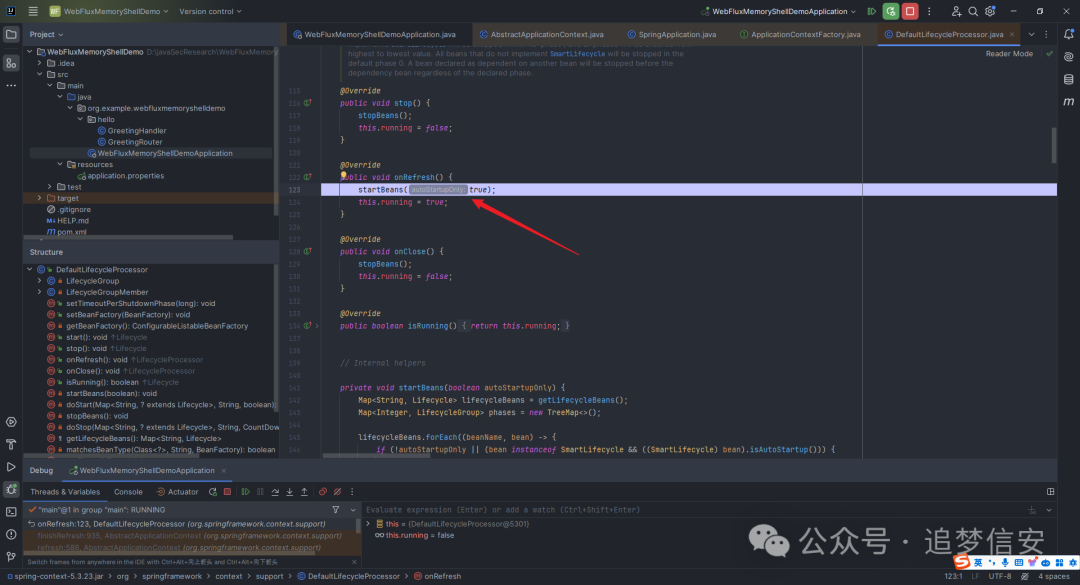 WF WebFluxMemoryShellDemo Version control WebFluxMemoryShellDemoApplication
Project
WebFluxMemoryShellDemoApplication.java AbstractApplicationContext.java SpringApplication.java ApplicationContextFactory.java DefaultLifecycleProcessor.java
Reader Mode
WebFluxMemoryShellDemo D:\javaSecResearch\WebFluxMemory
.idea
src
main
java
org.example.webfluxmemoryshelldemo
hello
GreetingHandler
GreetingRouter
WebFluxMemoryShellDemoApplication
resources
application.properties
test
target
.gitignore
HELP.md
pom.xml
highest to lowest value. All beans that do not implement SmartLifecycle will be stopped in the
default phase 0. A bean declared as dependent on another bean will be stopped before the
dependency bean regardless of the declared phase.
115 @Override
116 public void stop() {
117 stopBeans();
118 this.running = false;
119 }
120
121 @Override
122 public void onRefresh() {
123 startBeans( autoStartupOnly: true);
124 this.running = true;
125 }
126
127 @Override
128 public void onClose() {
129 stopBeans();
130 this.running = false;
131 }
132
133 @Override
134 public boolean isRunning() { return this.running; }
137
138
139 // Internal helpers
140
141 private void startBeans(boolean autoStartupOnly) {
142 Map<String, Lifecycle> lifecycleBeans = getLifecycleBeans();
143 Map<Integer, LifecycleGroup> phases = new TreeMap<>();
144
145 lifecycleBeans.forEach((beanName, bean) -> {
146 if (!autoStartupOnly || (bean instanceof SmartLifecycle && ((SmartLifecycle) bean).isAutoStartup())) {
Structure
DefaultLifecycleProcessor
LifecycleGroup
LifecycleGroupMember
setTimeoutPerShutdownPhase(long): void
setBeanFactory(BeanFactory): void
getBeanFactory(): ConfigurableListableBeanFactory
start(): void ↑Lifecycle
stop(): void ↑Lifecycle
onRefresh(): void ↑LifecycleProcessor
onClose(): void ↑LifecycleProcessor
isRunning(): boolean ↑Lifecycle
startBeans(boolean): void
doStart(Map<String, ? extends Lifecycle>, String, boolean):
stopBeans(): void
doStop(Map<String, ? extends Lifecycle>, String, CountDow
getLifecycleBeans(): Map<String, Lifecycle>
matchesBeanType(Class<?>, String, BeanFactory): boolean
Debug WebFluxMemoryShellDemoApplication
Threads & Variables Console Actuator
"main"@1 in group "main": RUNNING
onRefresh:123, DefaultLifecycleProcessor (org.springframework.context.support)
finishRefresh:935, AbstractApplicationContext (org.springframework.context.support)
refresh:586, AbstractApplicationContext (org.springframework.context.support)
Switch frames from anywhere in the IDE with Ctrl+Alt+向上箭头 and Ctrl+Alt+向下箭头
Evaluate expression (Enter) or add a watch (Ctrl+Shift+Enter)
this = {DefaultLifecycleProcessor@5301}
this.running = false
公众号 · 追梦信安
英
spring-context-5.3.23.jar org springframework context support DefaultLifecycleProcessor onRefresh
123:1 LF UTF-8 4 spaces